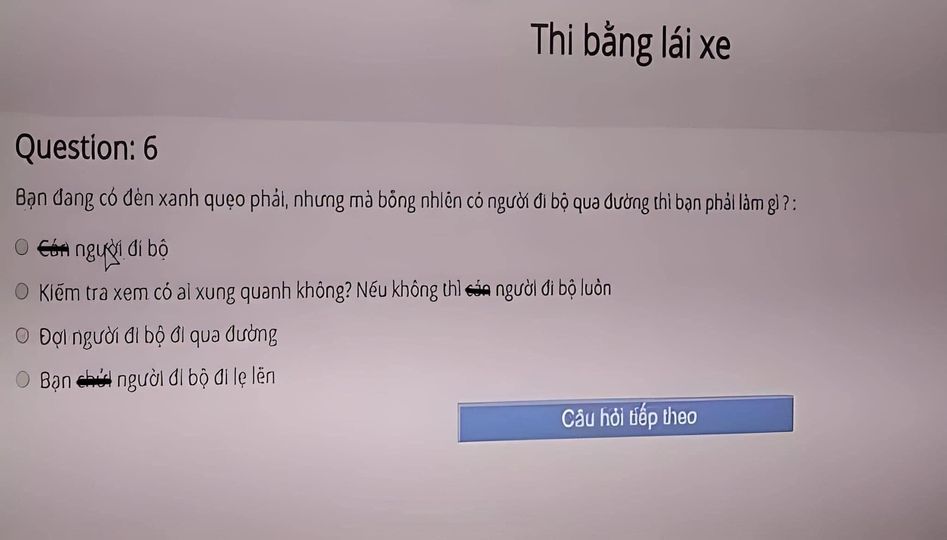 Thi bằng lái xe
Question: 6
Bạn đang có đèn xanh quẹo phải, nhưng mà bỗng nhiên có người đi bộ qua đường thì bạn phải làm gì ? :
Cán người đi bộ
Kiểm tra xem có ai xung quanh không? Nếu không thì cán người đi bộ luôn
Đợi người đi bộ đi qua đường
Bạn chửi người đi bộ đi lẹ lên
Câu hỏi tiếp theo